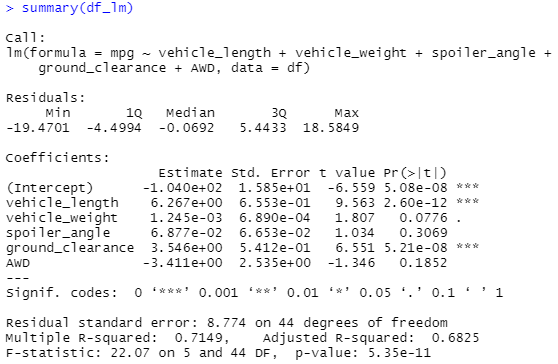 > summary(df_lm)
Call:
lm(formula = mpg ~ vehicle_length + vehicle_weight + spoiler_angle +
    ground_clearance + AWD, data = df)
Residuals:
     Min       1Q   Median       3Q      Max
-19.4701  -4.4994  -0.0692   5.4433  18.5849
Coefficients:
                   Estimate Std. Error t value Pr(>|t|)
(Intercept)      -1.040e+02  1.585e+01  -6.559 5.08e-08 ***
vehicle_length    6.267e+00  6.553e-01   9.563 2.60e-12 ***
vehicle_weight    1.245e-03  6.890e-04   1.807   0.0776 .
spoiler_angle     6.877e-02  6.653e-02   1.034   0.3069
ground_clearance  3.546e+00  5.412e-01   6.551 5.21e-08 ***
AWD              -3.411e+00  2.535e+00  -1.346   0.1852
---
Signif. codes:  0 ‘***’ 0.001 ‘**’ 0.01 ‘*’ 0.05 ‘.’ 0.1 ‘ ’ 1
Residual standard error: 8.774 on 44 degrees of freedom
Multiple R-squared:  0.7149,    Adjusted R-squared:  0.6825
F-statistic: 22.07 on 5 and 44 DF,  p-value: 5.35e-11